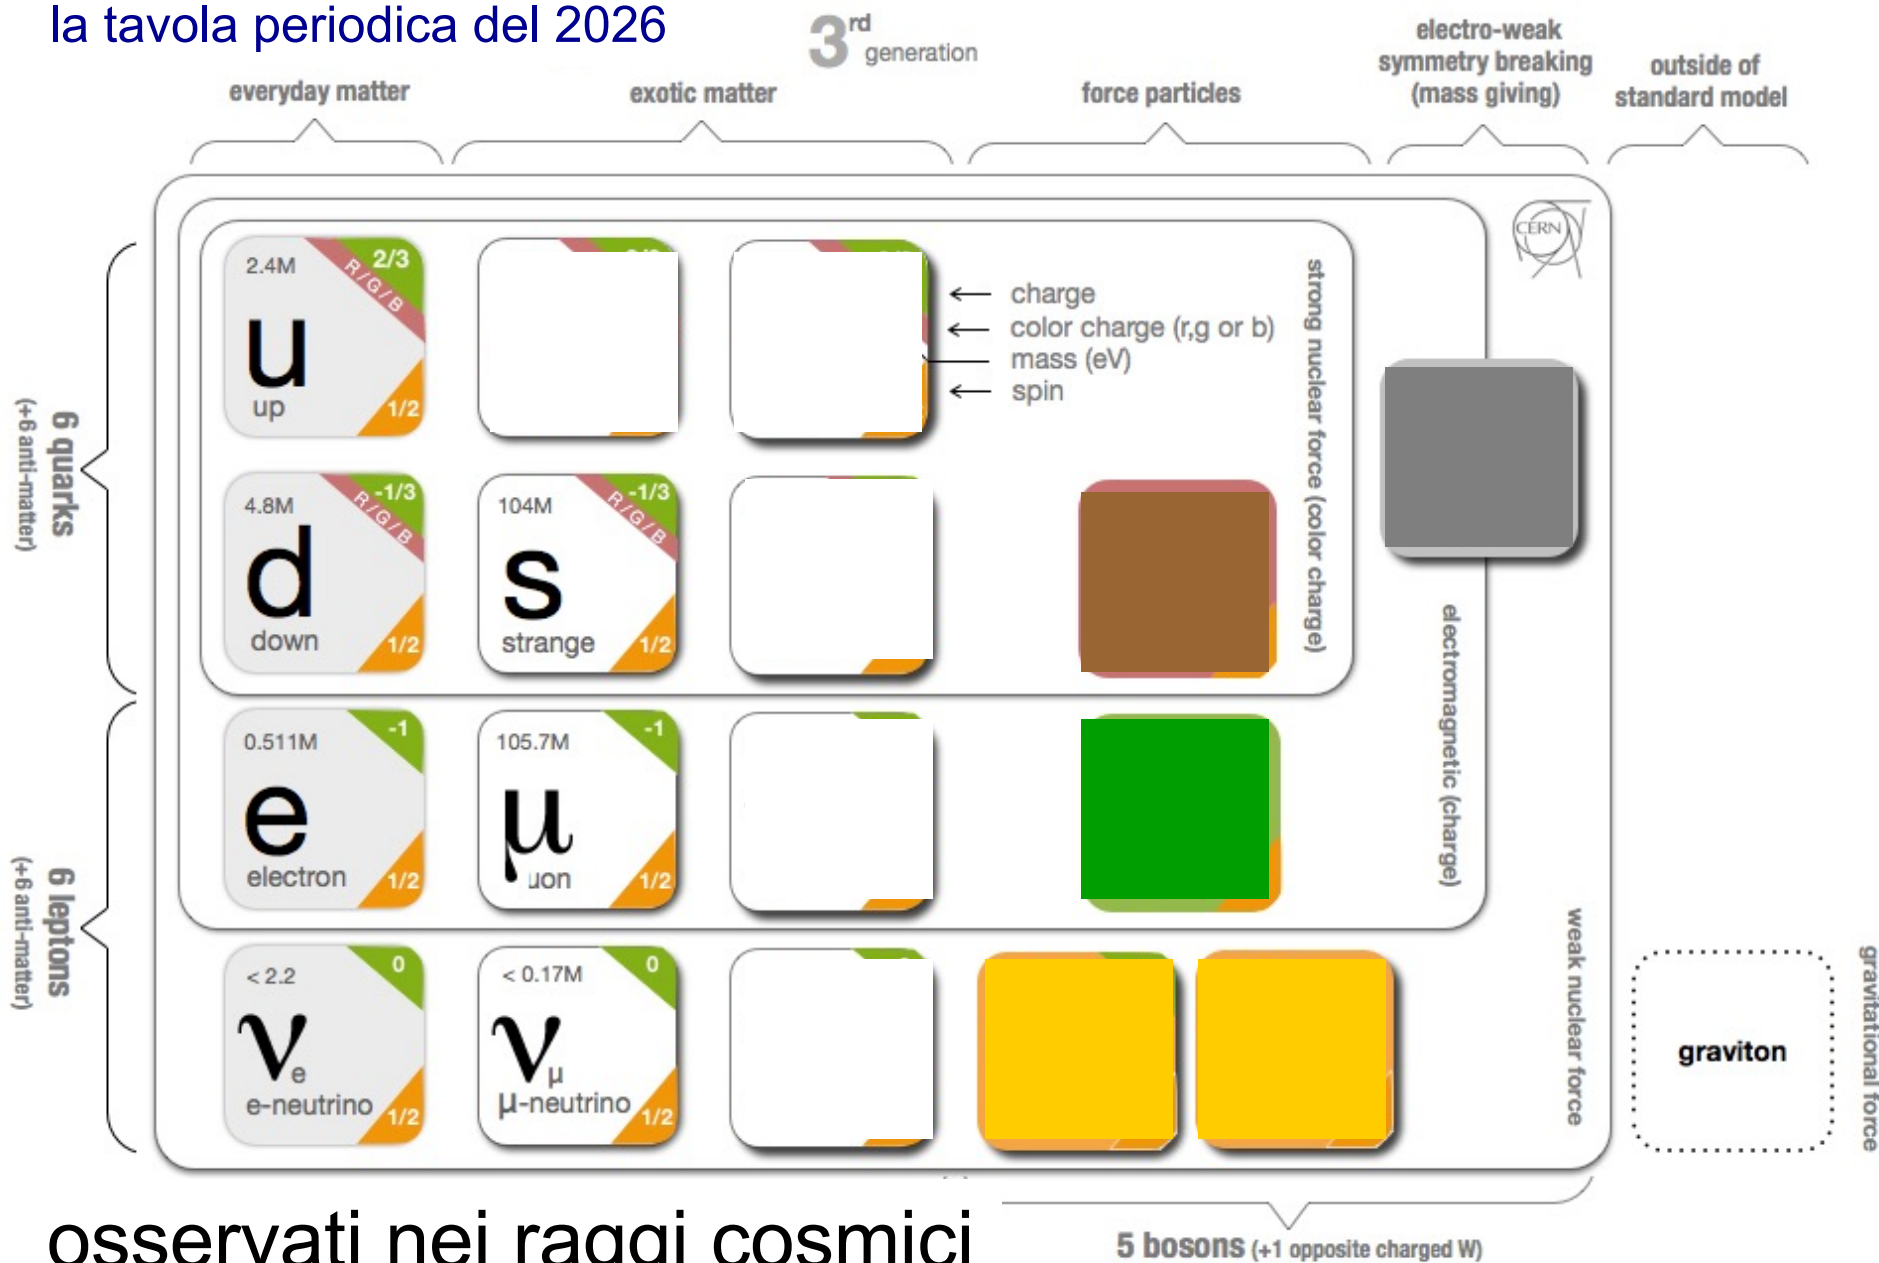 la tavola periodica del 2026
3rd generation
everyday matter
exotic matter
force particles
electro-weak
symmetry breaking
(mass giving)
outside of
standard model
CERN
6 quarks
(+6 anti-matter)
2.4M
2/3
R/G/B
u
up
1/2
charge
color charge (r,g or b)
mass (eV)
spin
strong nuclear force (color charge)
4.8M
-1/3
R/G/B
d
down
1/2
104M
-1/3
R/G/B
s
strange
1/2
6 leptons
(+6 anti-matter)
0.511M
-1
e
electron
1/2
105.7M
-1
μ
uon
1/2
electromagnetic (charge)
< 2.2
0
νe
e-neutrino
1/2
< 0.17M
0
νμ
μ-neutrino
1/2
weak nuclear force
graviton
gravitational force
osservati nei raggi cosmici
5 bosons (+1 opposite charged W)